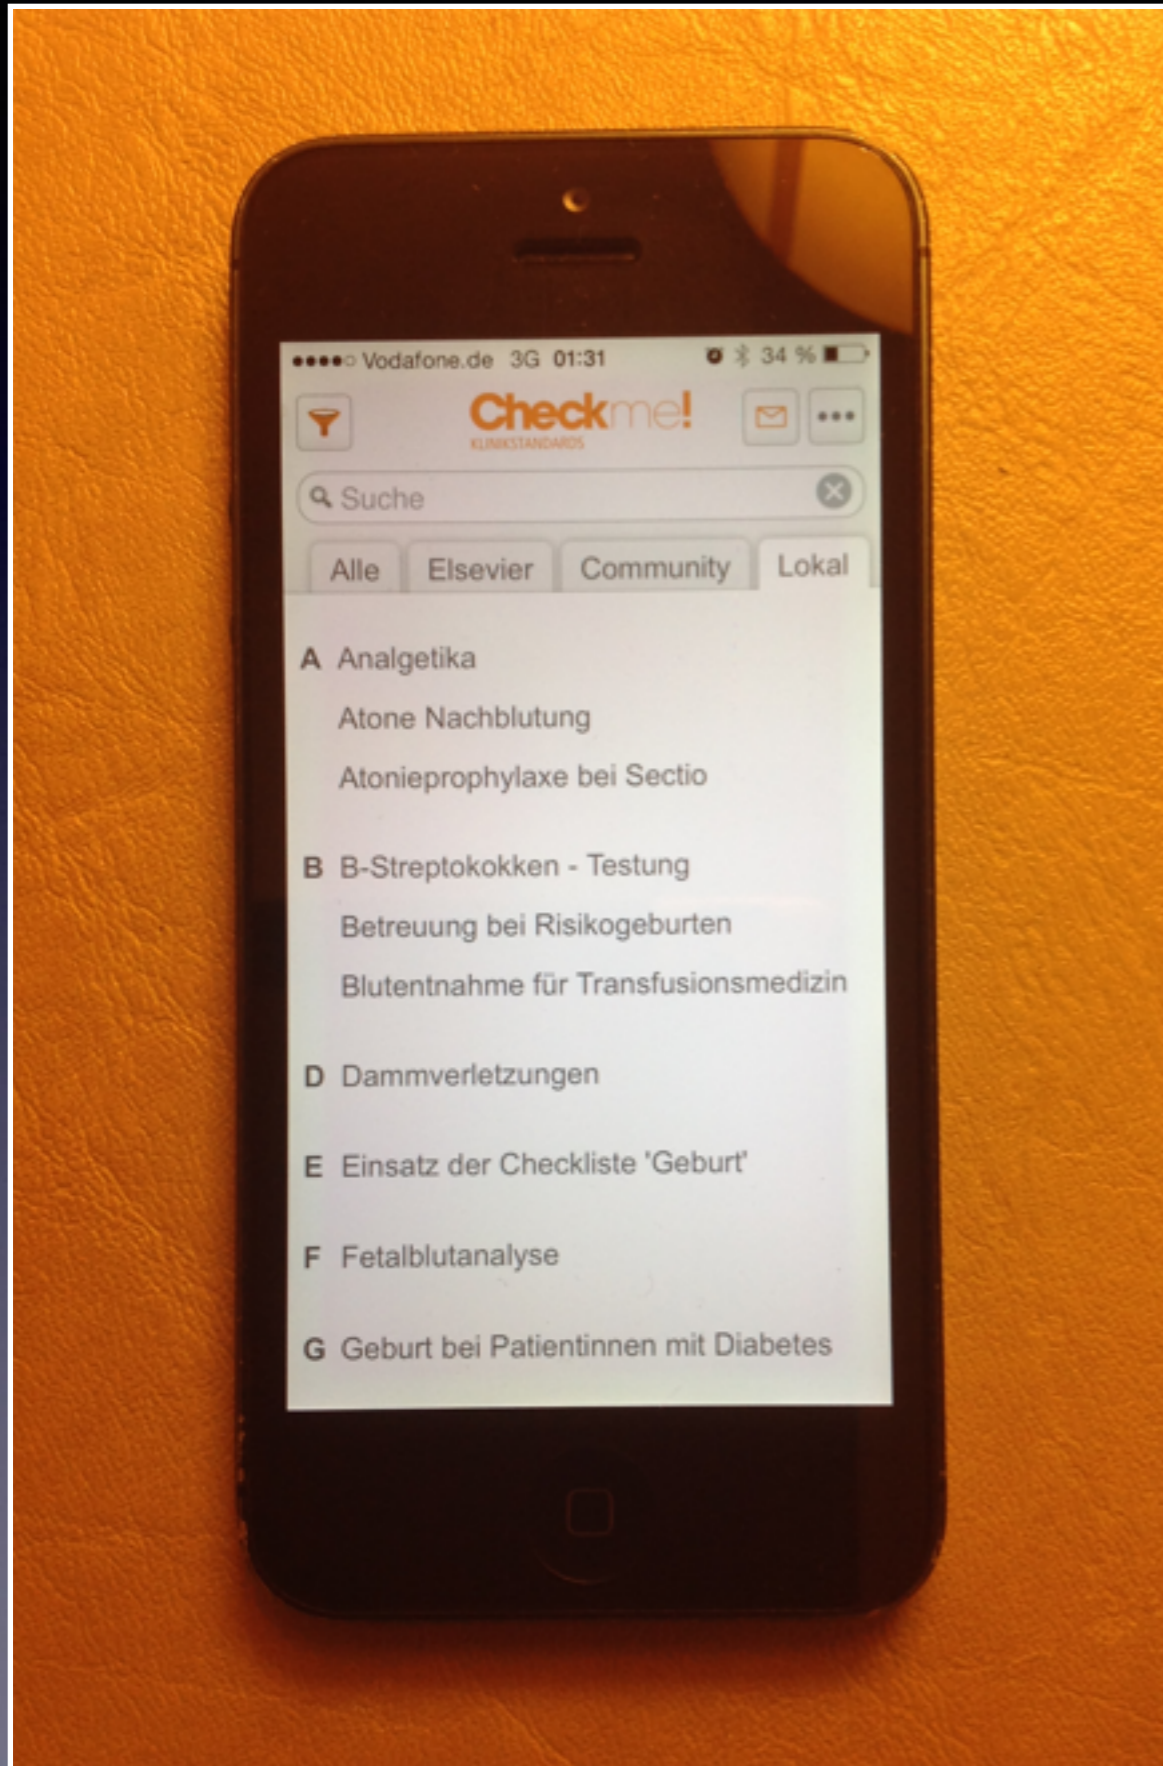 Vodafone.de 3G 01:31 34 %
Checkme!
KLINIKSTANDARDS
Suche
Alle Elsevier Community Lokal
A Analgetika
Atone Nachblutung
Atonieprophylaxe bei Sectio
B B-Streptokokken - Testung
Betreuung bei Risikogeburten
Blutentnahme für Transfusionsmedizin
D Dammverletzungen
E Einsatz der Checkliste 'Geburt'
F Fetalblutanalyse
G Geburt bei Patientinnen mit Diabetes